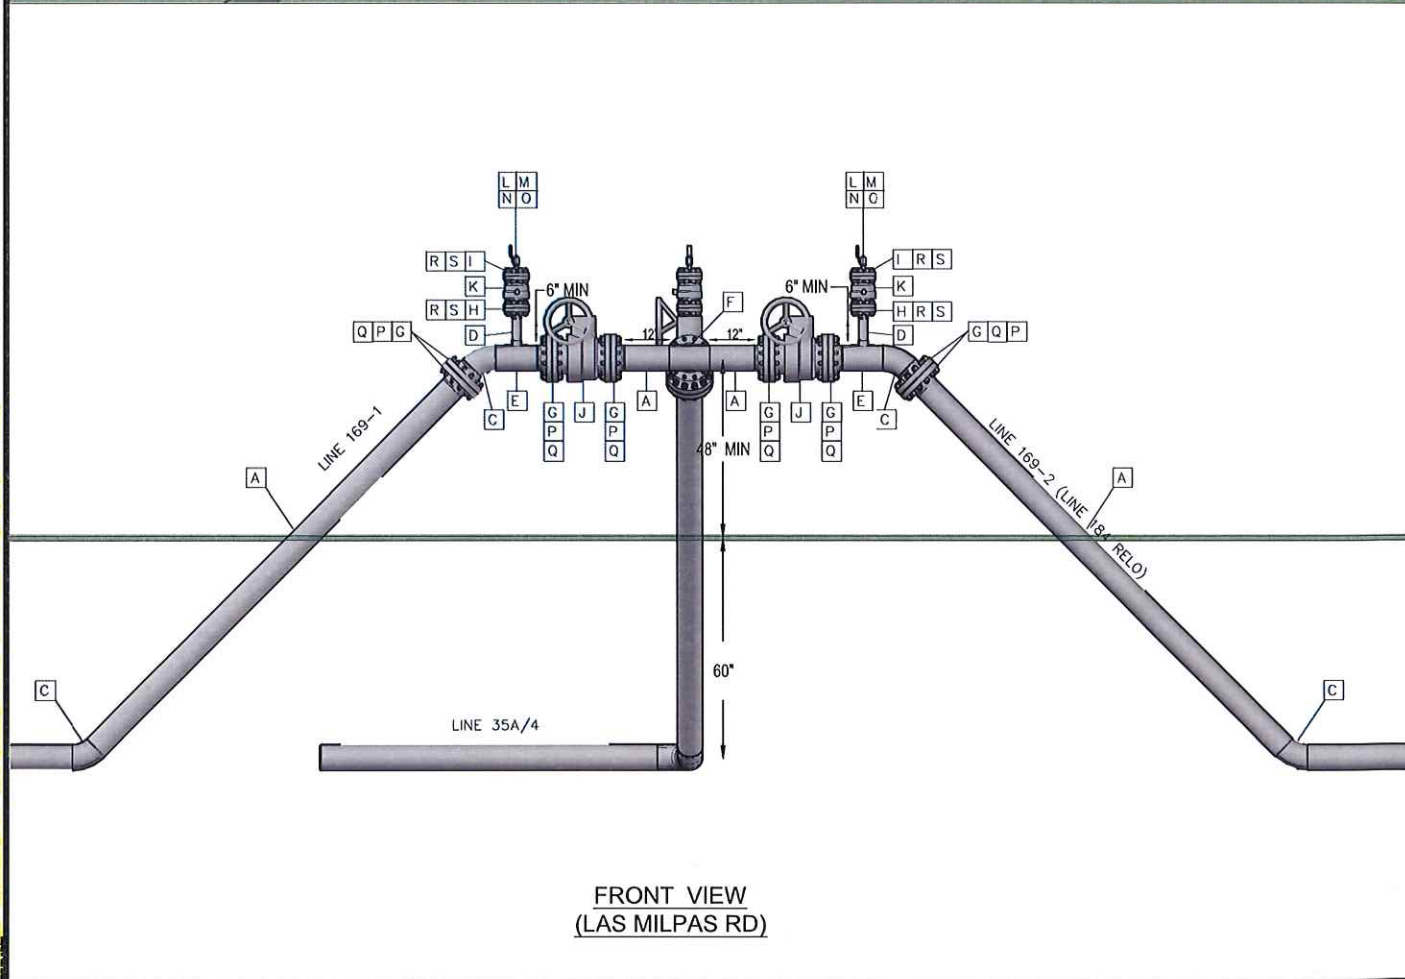 L M
N O
L M
N O
R S I
I R S
K
6" MIN
6" MIN
K
R S H
F
H R S
Q P G
D
12"
12"
D
G Q P
E
A
A
E
C
G
P
Q
J
G
P
Q
G
P
Q
J
G
P
Q
C
LINE 169-1
48" MIN
LINE 169-2 (LINE 184 RELO)
A
A
60"
C
C
LINE 35A/4
FRONT VIEW
(LAS MILPAS RD)